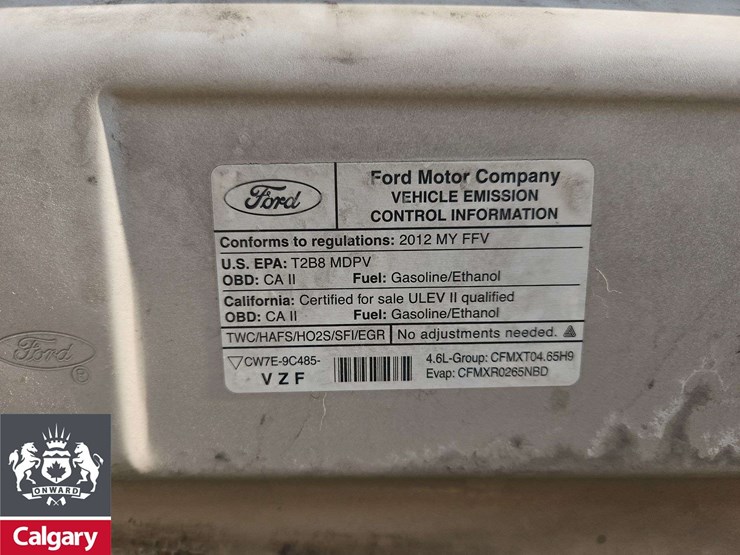 Ford
Ford Motor Company
VEHICLE EMISSION
CONTROL INFORMATION
Conforms to regulations: 2012 MY FFV
U.S. EPA: T2B8 MDPV
OBD: CA II Fuel: Gasoline/Ethanol
California: Certified for sale ULEV II qualified
OBD: CA II Fuel: Gasoline/Ethanol
TWC/HAFS/HO2S/SFI/EGR No adjustments needed.
CW7E-9C485-
VZF
4.6L-Group: CFMXT04.65H9
Evap: CFMXR0265NBD
Ford
®
ONWARD
Calgary